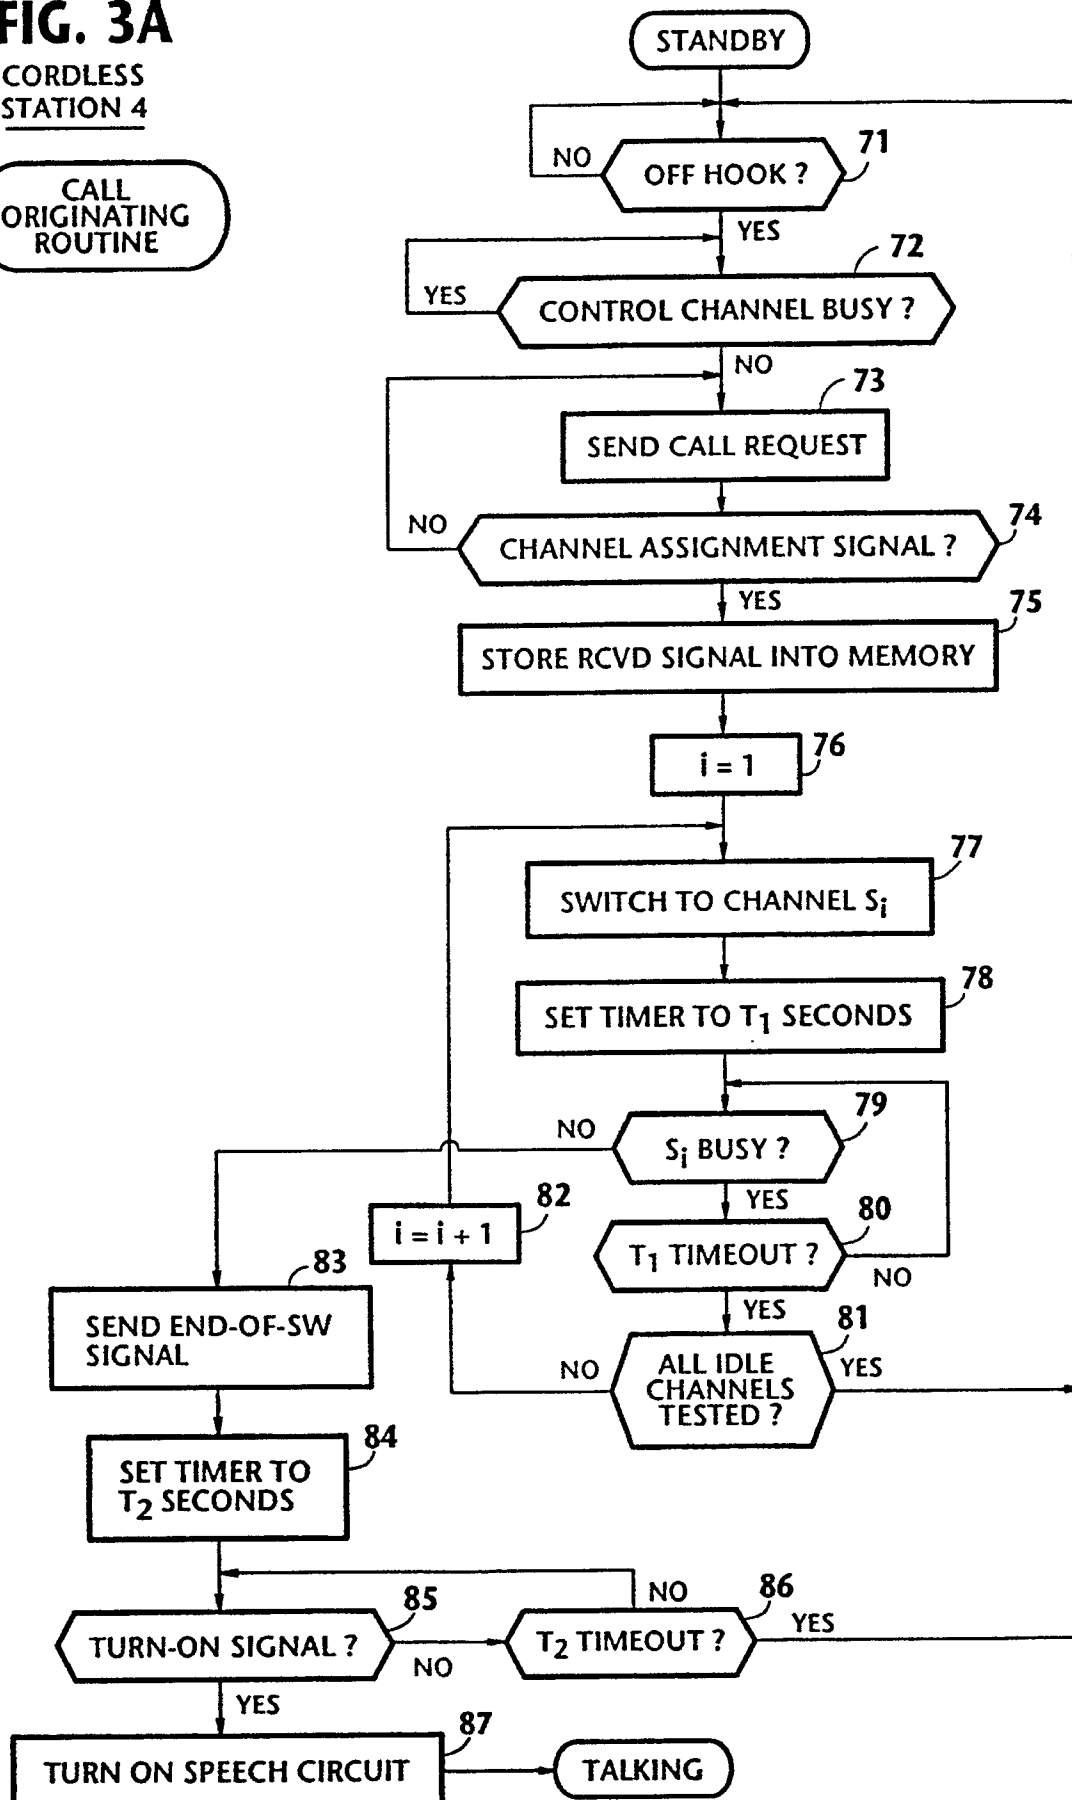 FIG. 3A
CORDLESS
STATION 4
CALL
ORIGINATING
ROUTINE
STANDBY
71
NO
OFF HOOK ?
YES
72
YES
CONTROL CHANNEL BUSY ?
NO
73
SEND CALL REQUEST
NO
74
CHANNEL ASSIGNMENT SIGNAL ?
YES
75
STORE RCVD SIGNAL INTO MEMORY
76
i = 1
77
SWITCH TO CHANNEL Si
78
SET TIMER TO T1 SECONDS
79
NO
Si BUSY ?
YES
82
i = i + 1
80
T1 TIMEOUT ?
NO
YES
83
SEND END-OF-SW
SIGNAL
81
NO
ALL IDLE
CHANNELS
TESTED ?
YES
84
SET TIMER TO
T2 SECONDS
85
TURN-ON SIGNAL ?
NO
NO
86
T2 TIMEOUT ?
YES
YES
87
TURN ON SPEECH CIRCUIT
TALKING